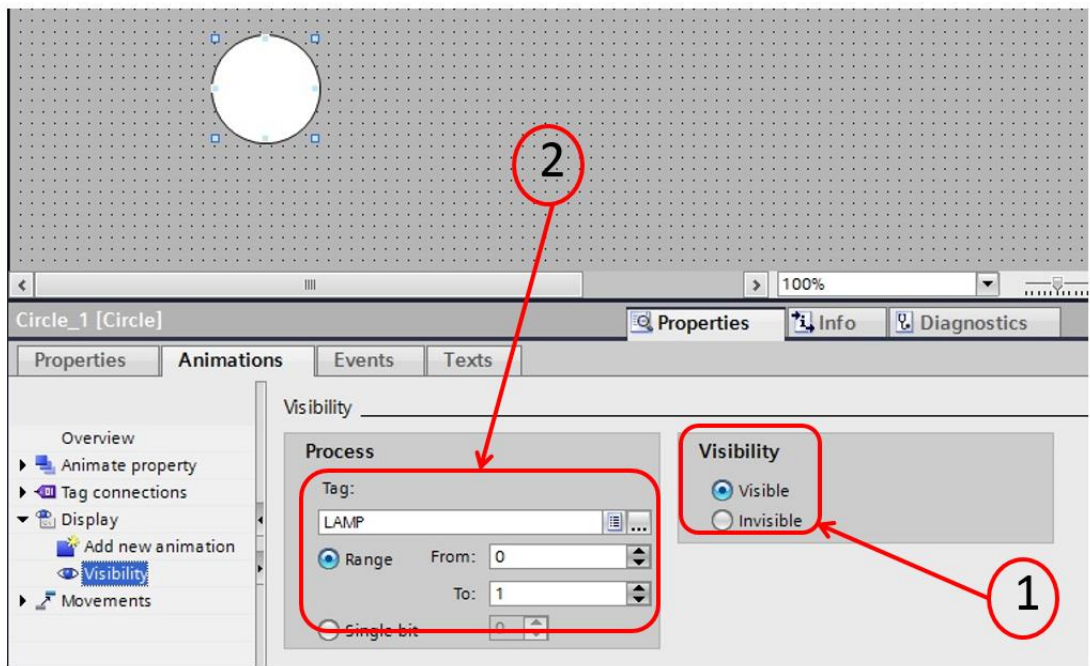 2
100%
Circle_1 [Circle]
Properties Info Diagnostics
Properties Animations Events Texts
Visibility
Overview
Animate property
Tag connections
Display
Add new animation
Visibility
Movements
Process
Tag:
LAMP
...
Range From: 0
To: 1
Single bit 0
Visibility
Visible
Invisible
1